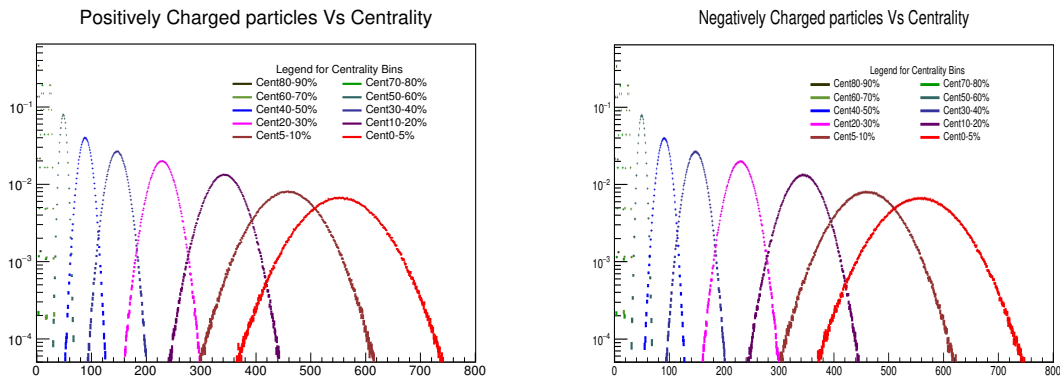 Positively Charged particles Vs Centrality
Legend for Centrality Bins
Cent80-90% Cent70-80%
Cent60-70% Cent50-60%
Cent40-50% Cent30-40%
Cent20-30% Cent10-20%
Cent5-10% Cent0-5%
10⁻¹
10⁻²
10⁻³
10⁻⁴
0 100 200 300 400 500 600 700 800
Negatively Charged particles Vs Centrality
Legend for Centrality Bins
Cent80-90% Cent70-80%
Cent60-70% Cent50-60%
Cent40-50% Cent30-40%
Cent20-30% Cent10-20%
Cent5-10% Cent0-5%
10⁻¹
10⁻²
10⁻³
10⁻⁴
0 100 200 300 400 500 600 700 800